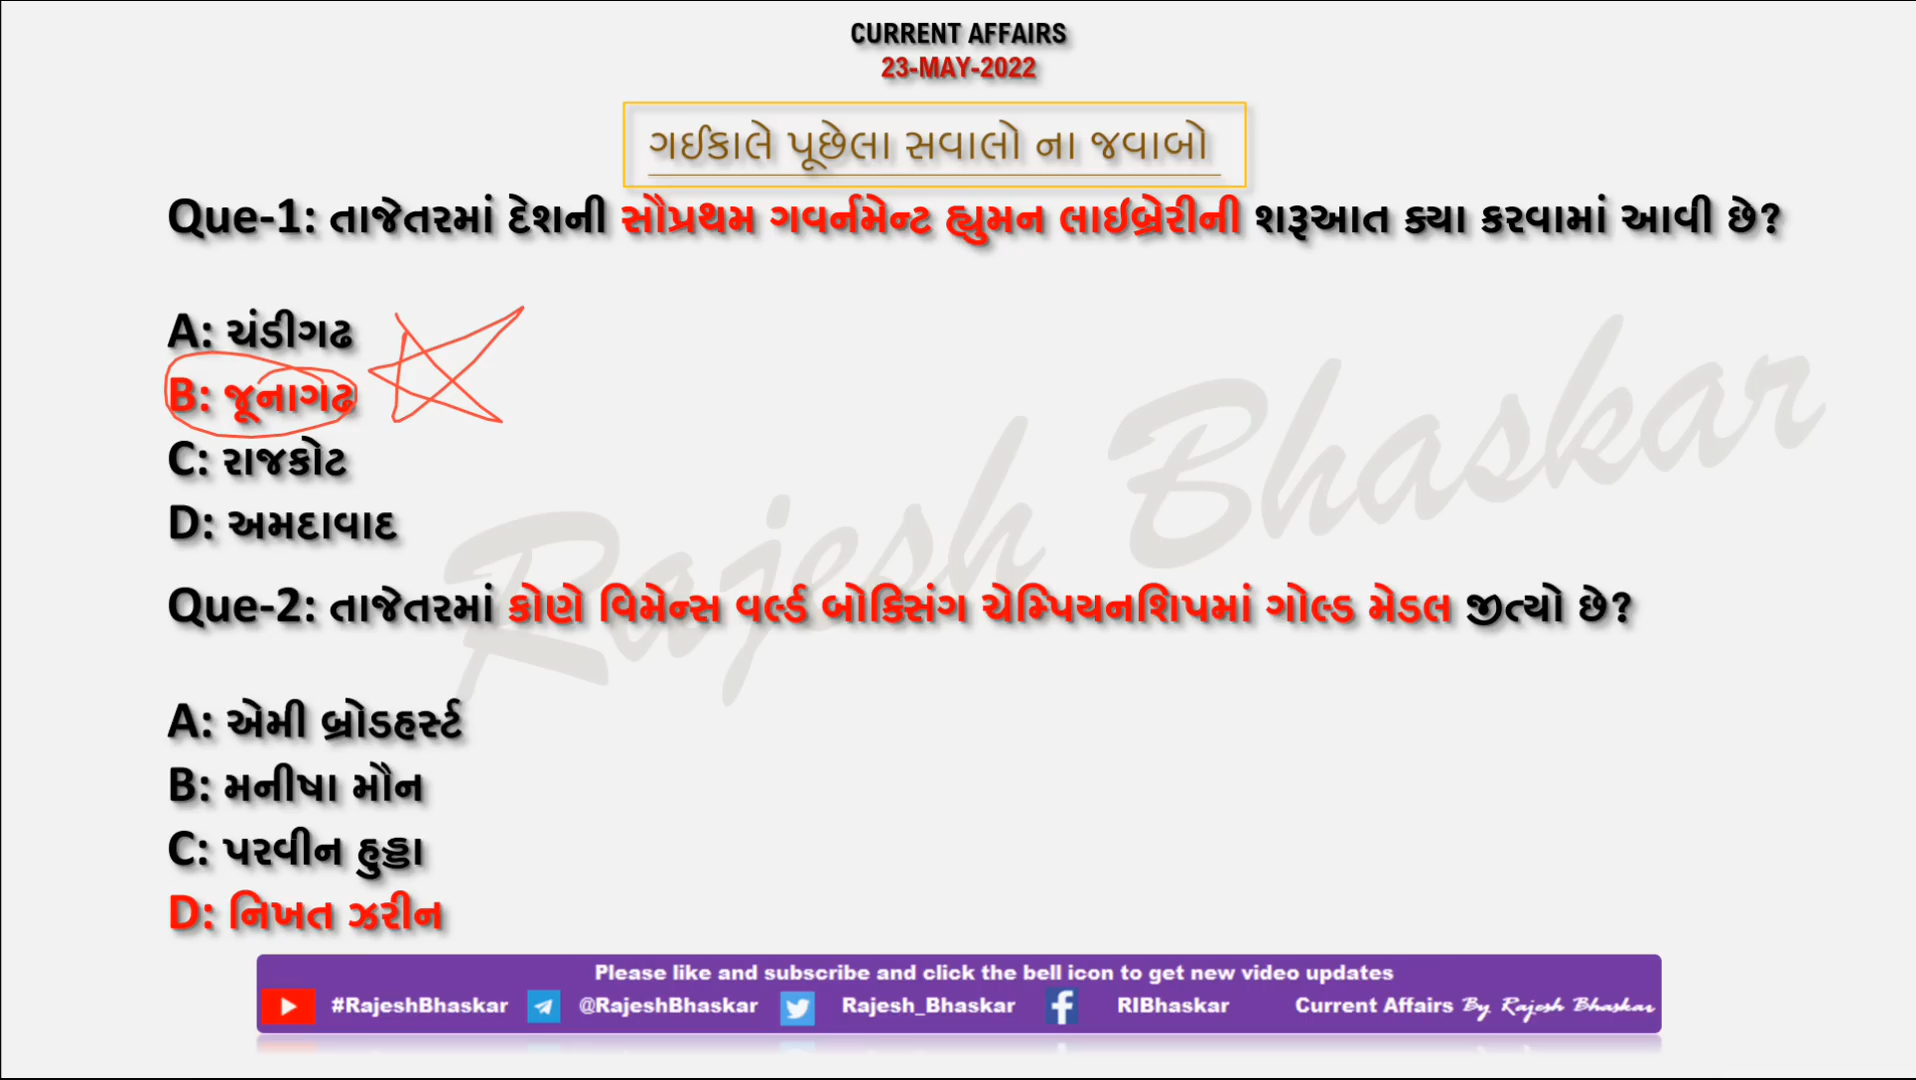 CURRENT AFFAIRS
23-MAY-2022
ગઈકાલે પૂછેલા સવાલો ના જવાબો
Que-1: તાજેતરમાં દેશની સૌપ્રથમ ગવર્નમેન્ટ હ્યુમન લાઈબ્રેરીની શરૂઆત ક્યા કરવામાં આવી છે?
A: ચંડીગઢ
B: જૂનાગઢ
C: રાજકોટ
D: અમદાવાદ
Rajesh Bhaskar
Que-2: તાજેતરમાં કોણે વિમેન્સ વર્લ્ડ બોક્સિંગ ચેમ્પિયનશિપમાં ગોલ્ડ મેડલ જીત્યો છે?
A: એમી બ્રોડહર્સ્ટ
B: મનીષા મૌન
C: પરવીન હુડ્ડા
D: નિખત ઝરીન
Please like and subscribe and click the bell icon to get new video updates
#RajeshBhaskar @RajeshBhaskar Rajesh_Bhaskar RIBhaskar Current Affairs By Rajesh Bhaskar